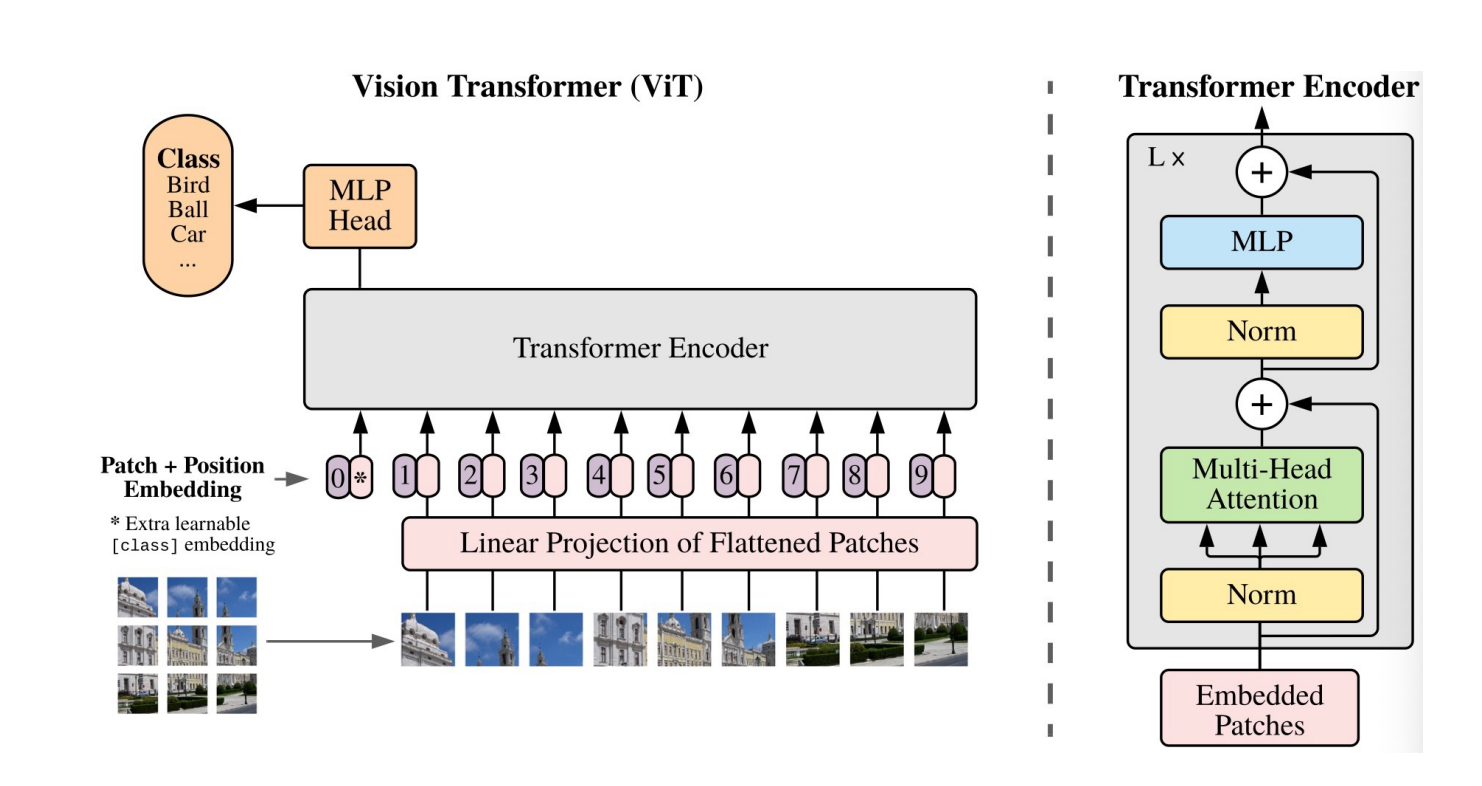 Vision Transformer (ViT)
Class
Bird
Ball
Car
...
MLP
Head
Transformer Encoder
Patch + Position
Embedding
0 * 1 2 3 4 5 6 7 8 9
* Extra learnable
[class] embedding
Linear Projection of Flattened Patches
Transformer Encoder
L x
+
MLP
Norm
+
Multi-Head
Attention
Norm
Embedded
Patches